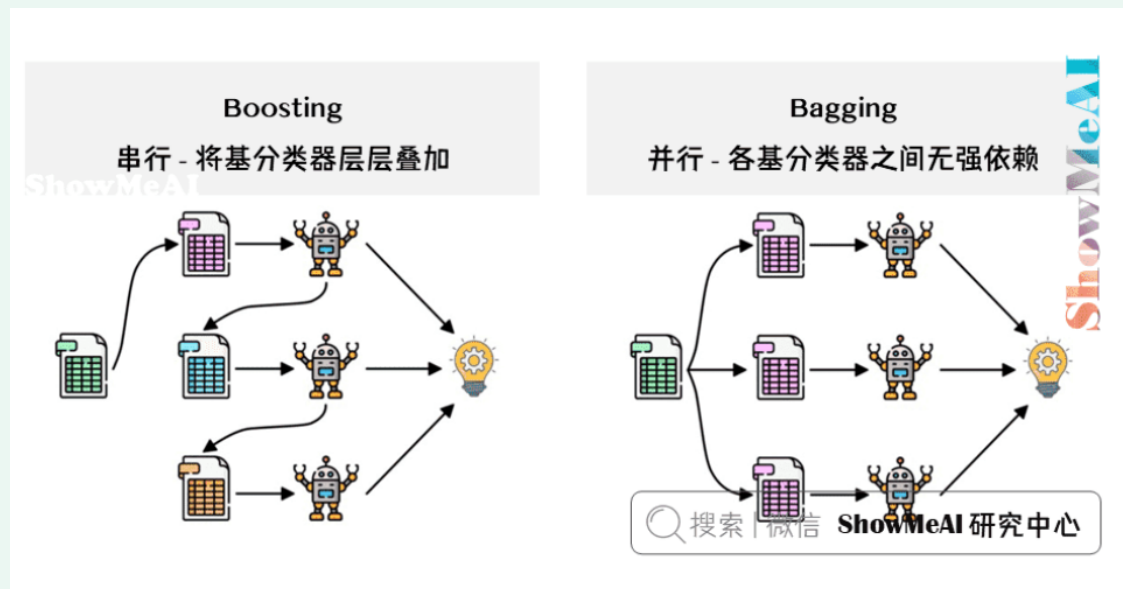 Boosting
串行 - 将基分类器层层叠加
ShowMeAI
Bagging
并行 - 各基分类器之间无强依赖
ShowMeAI
搜索 | 微信 ShowMeAI 研究中心